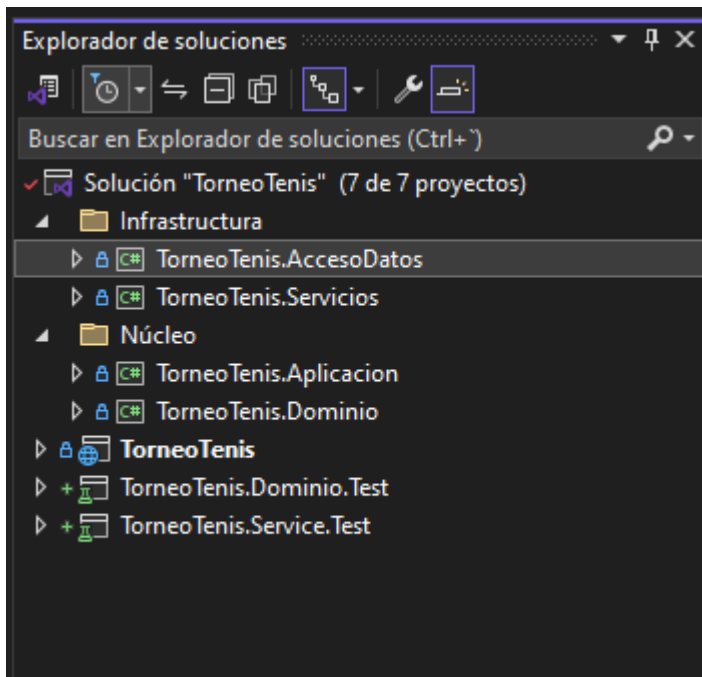 Explorador de soluciones
Buscar en Explorador de soluciones (Ctrl+`)
Solución "TorneoTenis" (7 de 7 proyectos)
Infrastructura
C# TorneoTenis.AccesoDatos
C# TorneoTenis.Servicios
Núcleo
C# TorneoTenis.Aplicacion
C# TorneoTenis.Dominio
TorneoTenis
TorneoTenis.Dominio.Test
TorneoTenis.Service.Test